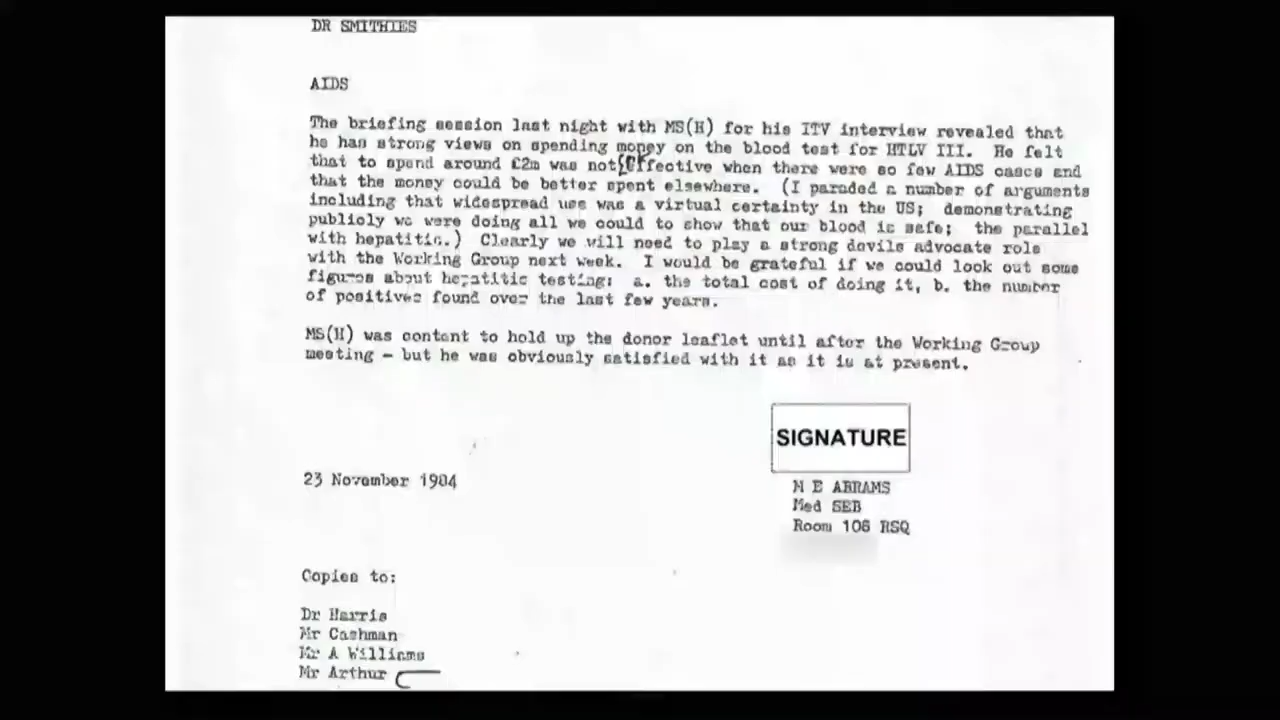 DR SMITHIES
AIDS
The briefing session last night with MS(H) for his ITV interview revealed that
he has strong views on spending money on the blood test for HTLV III. He felt
that to spend around £2m was not effective when there were so few AIDS cases and
that the money could be better spent elsewhere. (I paraded a number of arguments
including that widespread use was a virtual certainty in the US; demonstrating
publicly we were doing all we could to show that our blood is safe; the parallel
with hepatitis.) Clearly we will need to play a strong devils advocate role
with the Working Group next week. I would be grateful if we could look out some
figures about hepatitis testing: a. the total cost of doing it, b. the number
of positives found over the last few years.
MS(H) was content to hold up the donor leaflet until after the Working Group
meeting - but he was obviously satisfied with it as it is at present.
SIGNATURE
23 November 1984
M E ABRAMS
Med SEB
Room 106 RSQ
Copies to:
Dr Harris
Mr Cashman
Mr A Williams
Mr Arthur